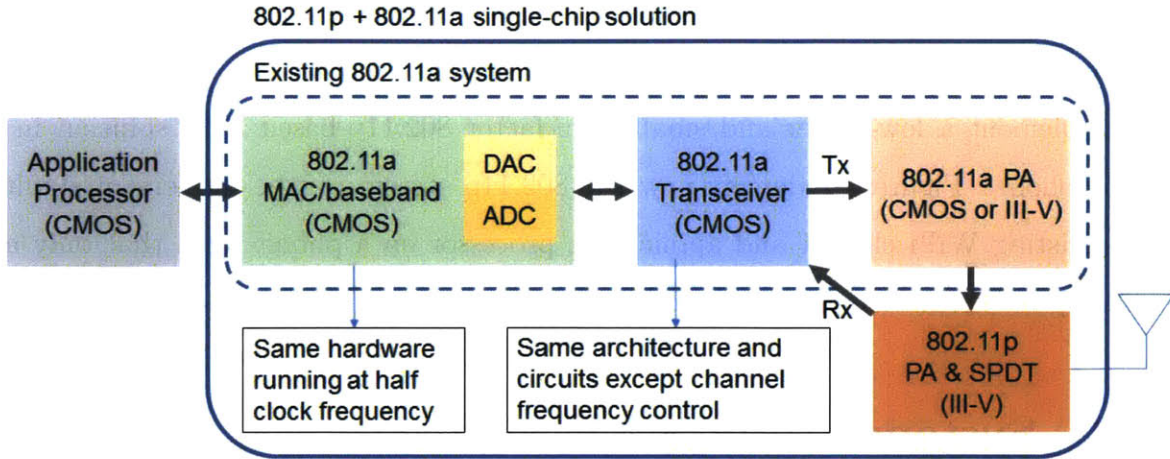 802.11p + 802.11a single-chip solution
Existing 802.11a system
Application
Processor
(CMOS)
802.11a
MAC/baseband
(CMOS)
DAC
ADC
802.11a
Transceiver
(CMOS)
Tx
802.11a PA
(CMOS or III-V)
Rx
Same hardware
running at half
clock frequency
Same architecture and
circuits except channel
frequency control
802.11p
PA & SPDT
(III-V)